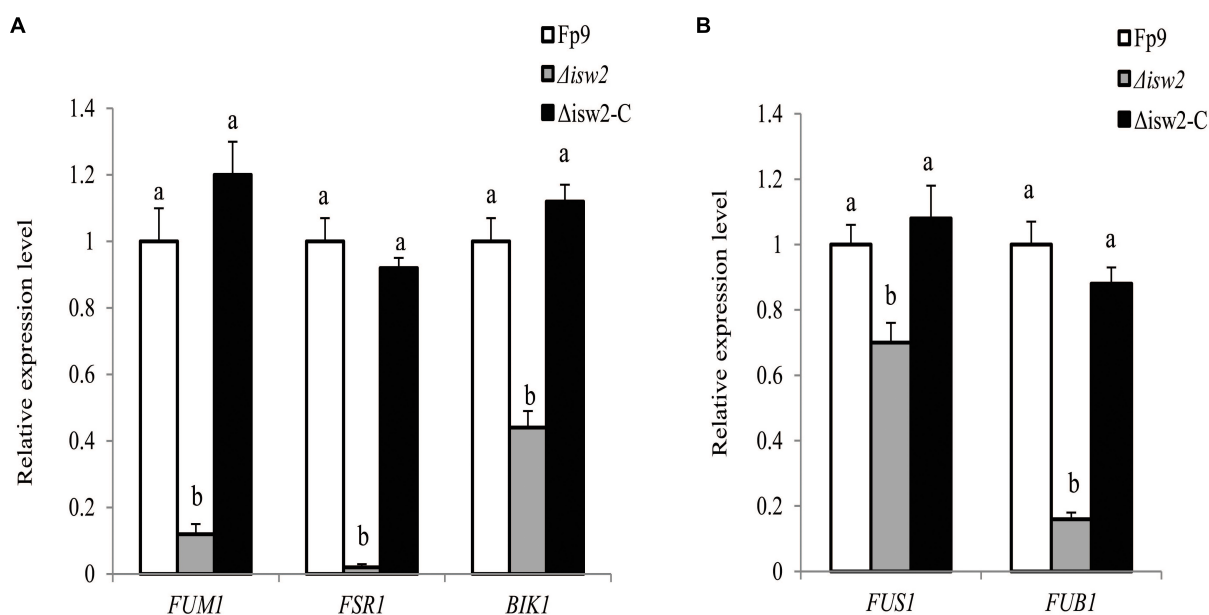 A
Fp9
Δisw2
Δisw2-C
1.4
1.2
1
0.8
0.6
0.4
0.2
0
Relative expression level
a
b
a
a
b
a
a
b
a
FUM1
FSR1
BIK1
B
Fp9
Δisw2
Δisw2-C
1.4
1.2
1
0.8
0.6
0.4
0.2
0
Relative expression level
a
b
a
a
b
a
FUS1
FUB1